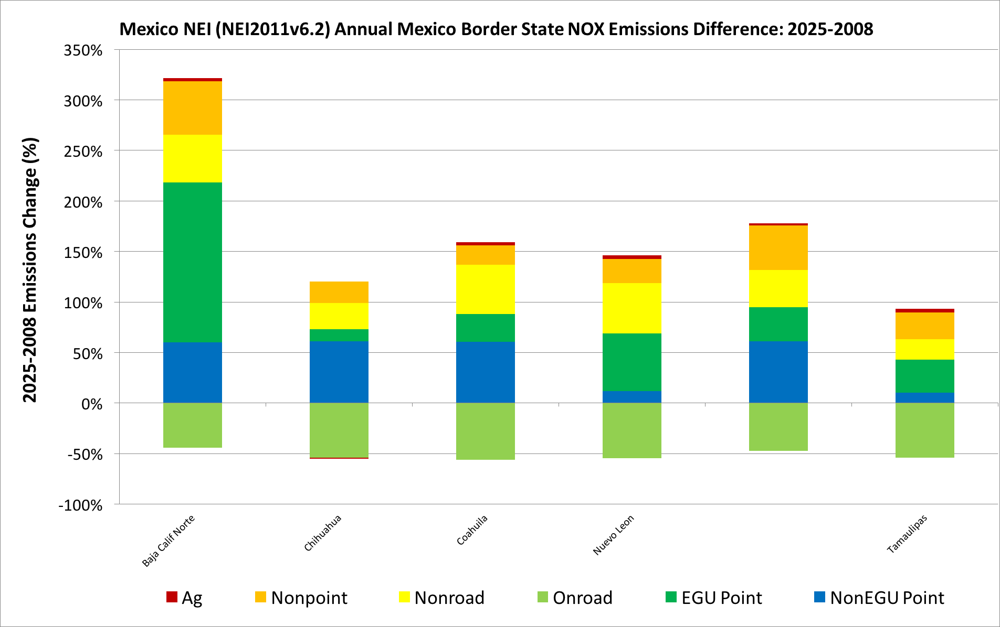 Mexico NEI (NEI2011v6.2) Annual Mexico Border State NOX Emissions Difference: 2025-2008
2025-2008 Emissions Change (%)
350%
300%
250%
200%
150%
100%
50%
0%
-50%
-100%
Baja Calif Norte
Chihuahua
Coahuila
Nuevo Leon
Tamaulipas
Ag
Nonpoint
Nonroad
Onroad
EGU Point
NonEGU Point